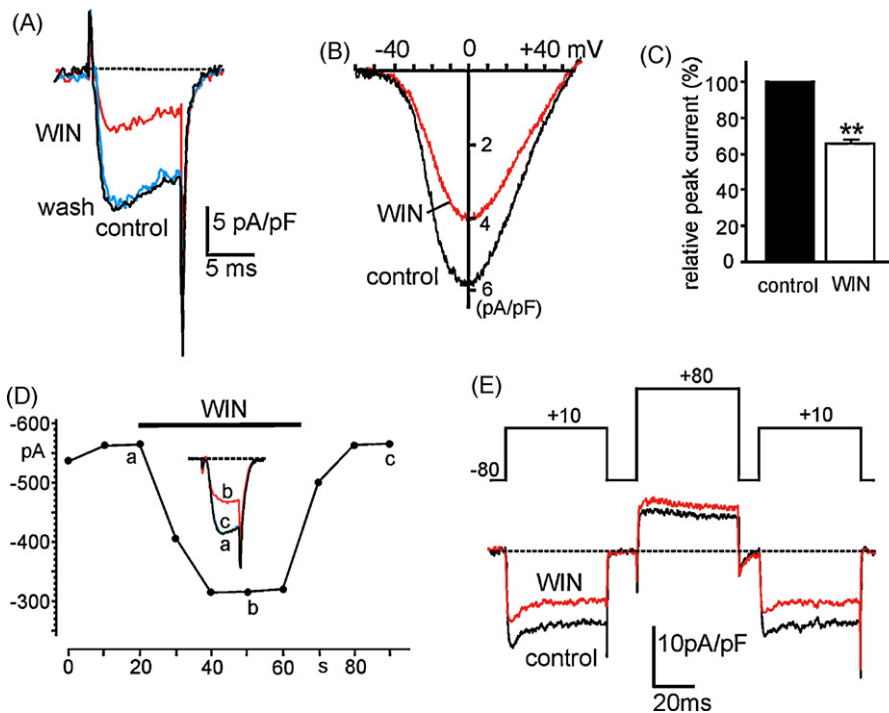 (A)
WIN
wash
control
5 pA/pF
5 ms
(B)
-40 0 +40 mV
2
4
6
(pA/pF)
WIN
control
(C)
relative peak current (%)
100
80
60
40
20
0
**
control WIN
(D)
-600
pA
-500
-400
-300
WIN
a
b
c
a
b
c
0 20 40 60 s 80
(E)
+80
+10 +10
-80
WIN
control
10pA/pF
20ms